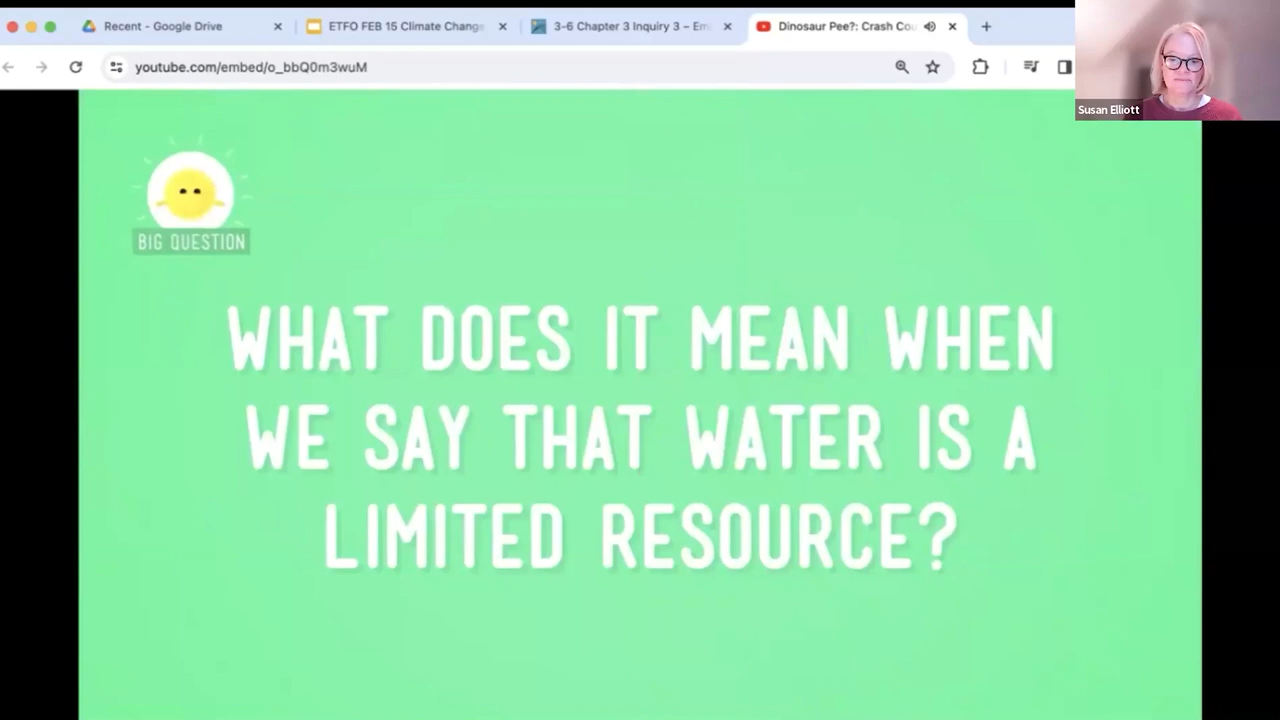 Recent - Google Drive
ETFO FEB 15 Climate Change
3-6 Chapter 3 Inquiry 3 – Em
Dinosaur Pee?: Crash Cou
youtube.com/embed/o_bbQ0m3wuM
Susan Elliott
BIG QUESTION
WHAT DOES IT MEAN WHEN
WE SAY THAT WATER IS A
LIMITED RESOURCE?